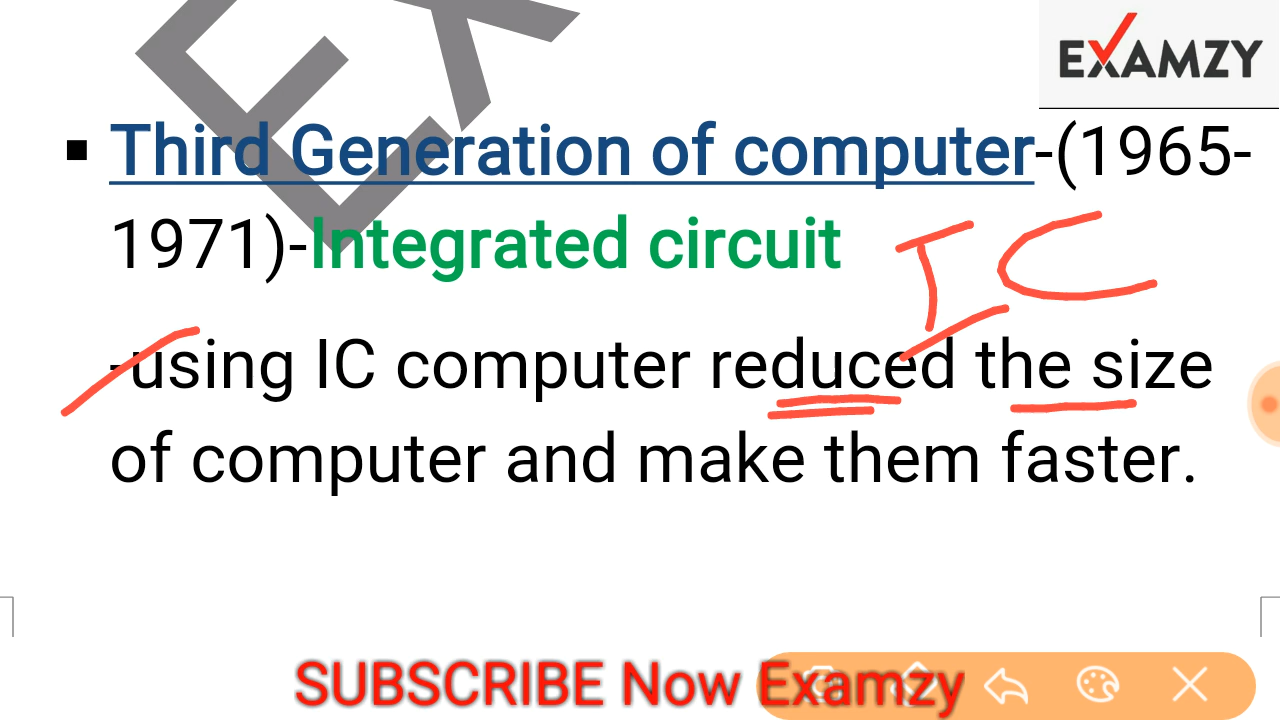 EXAMZY
▪ Third Generation of computer-(1965-
1971)-Integrated circuit
IC
-using IC computer reduced the size
of computer and make them faster.
SUBSCRIBE Now Examzy